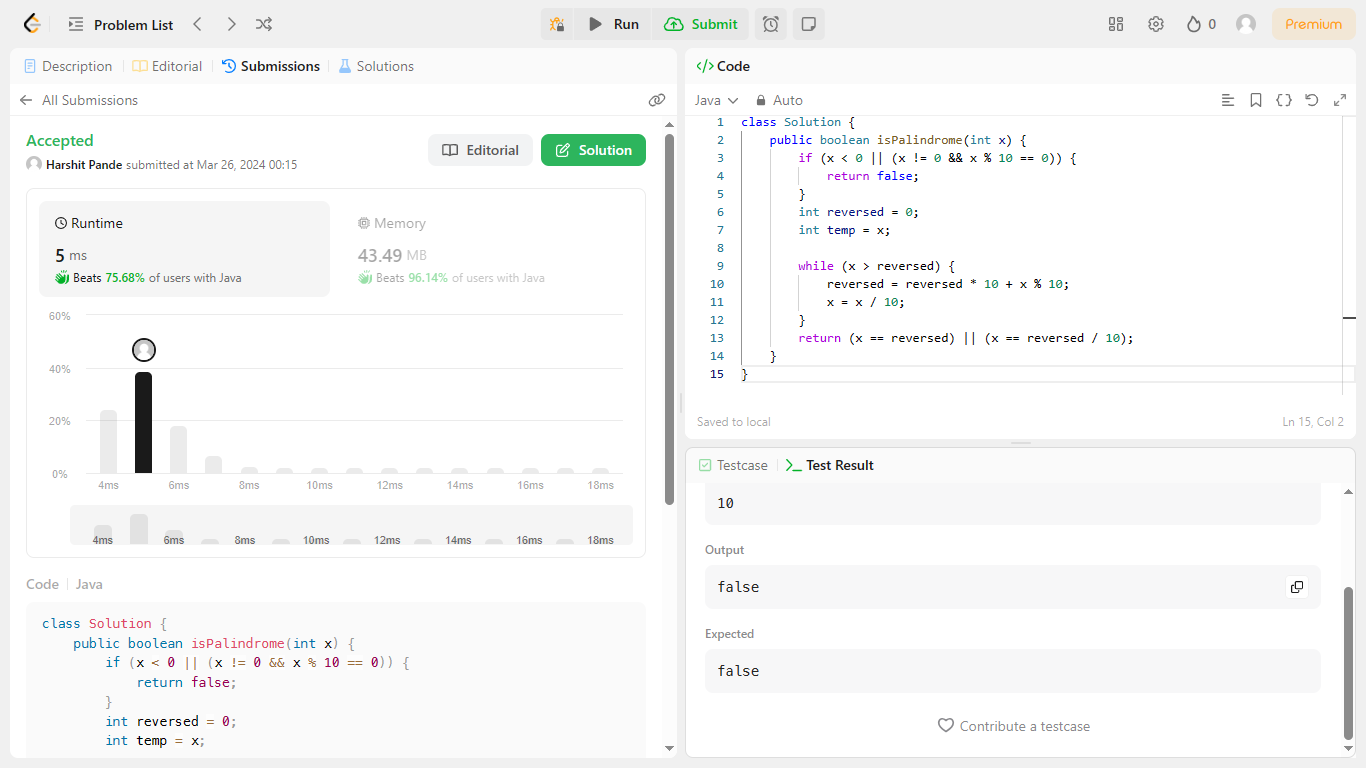 Problem List
Run
Submit
0
Premium
Description
Editorial
Submissions
Solutions
All Submissions
Accepted
Harshit Pande submitted at Mar 26, 2024 00:15
Editorial
Solution
Runtime
5 ms
Beats 75.68% of users with Java
Memory
43.49 MB
Beats 96.14% of users with Java
60%
40%
20%
0%
4ms 6ms 8ms 10ms 12ms 14ms 16ms 18ms
4ms 6ms 8ms 10ms 12ms 14ms 16ms 18ms
Code Java
class Solution {
public boolean isPalindrome(int x) {
if (x < 0 || (x != 0 && x % 10 == 0)) {
return false;
}
int reversed = 0;
int temp = x;
</> Code
Java Auto
1 class Solution {
2 public boolean isPalindrome(int x) {
3 if (x < 0 || (x != 0 && x % 10 == 0)) {
4 return false;
5 }
6 int reversed = 0;
7 int temp = x;
8
9 while (x > reversed) {
10 reversed = reversed * 10 + x % 10;
11 x = x / 10;
12 }
13 return (x == reversed) || (x == reversed / 10);
14 }
15 }
Saved to local
Ln 15, Col 2
Testcase
Test Result
10
Output
false
Expected
false
Contribute a testcase